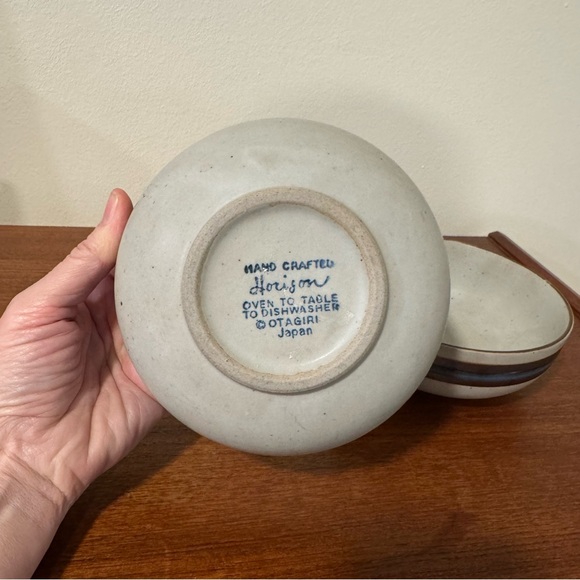 HAND CRAFTED
Horizon
OVEN TO TABLE
TO DISHWASHER
© OTAGIRI
Japan